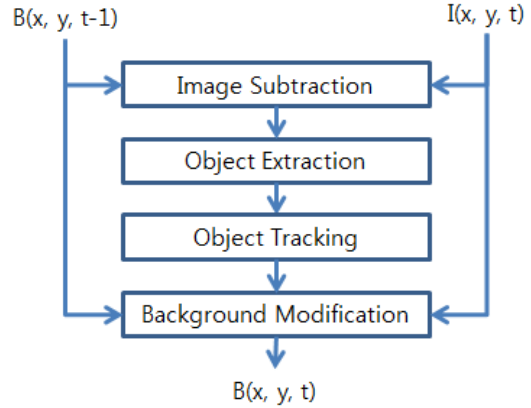 B(x, y, t-1)
I(x, y, t)
Image Subtraction
Object Extraction
Object Tracking
Background Modification
B(x, y, t)